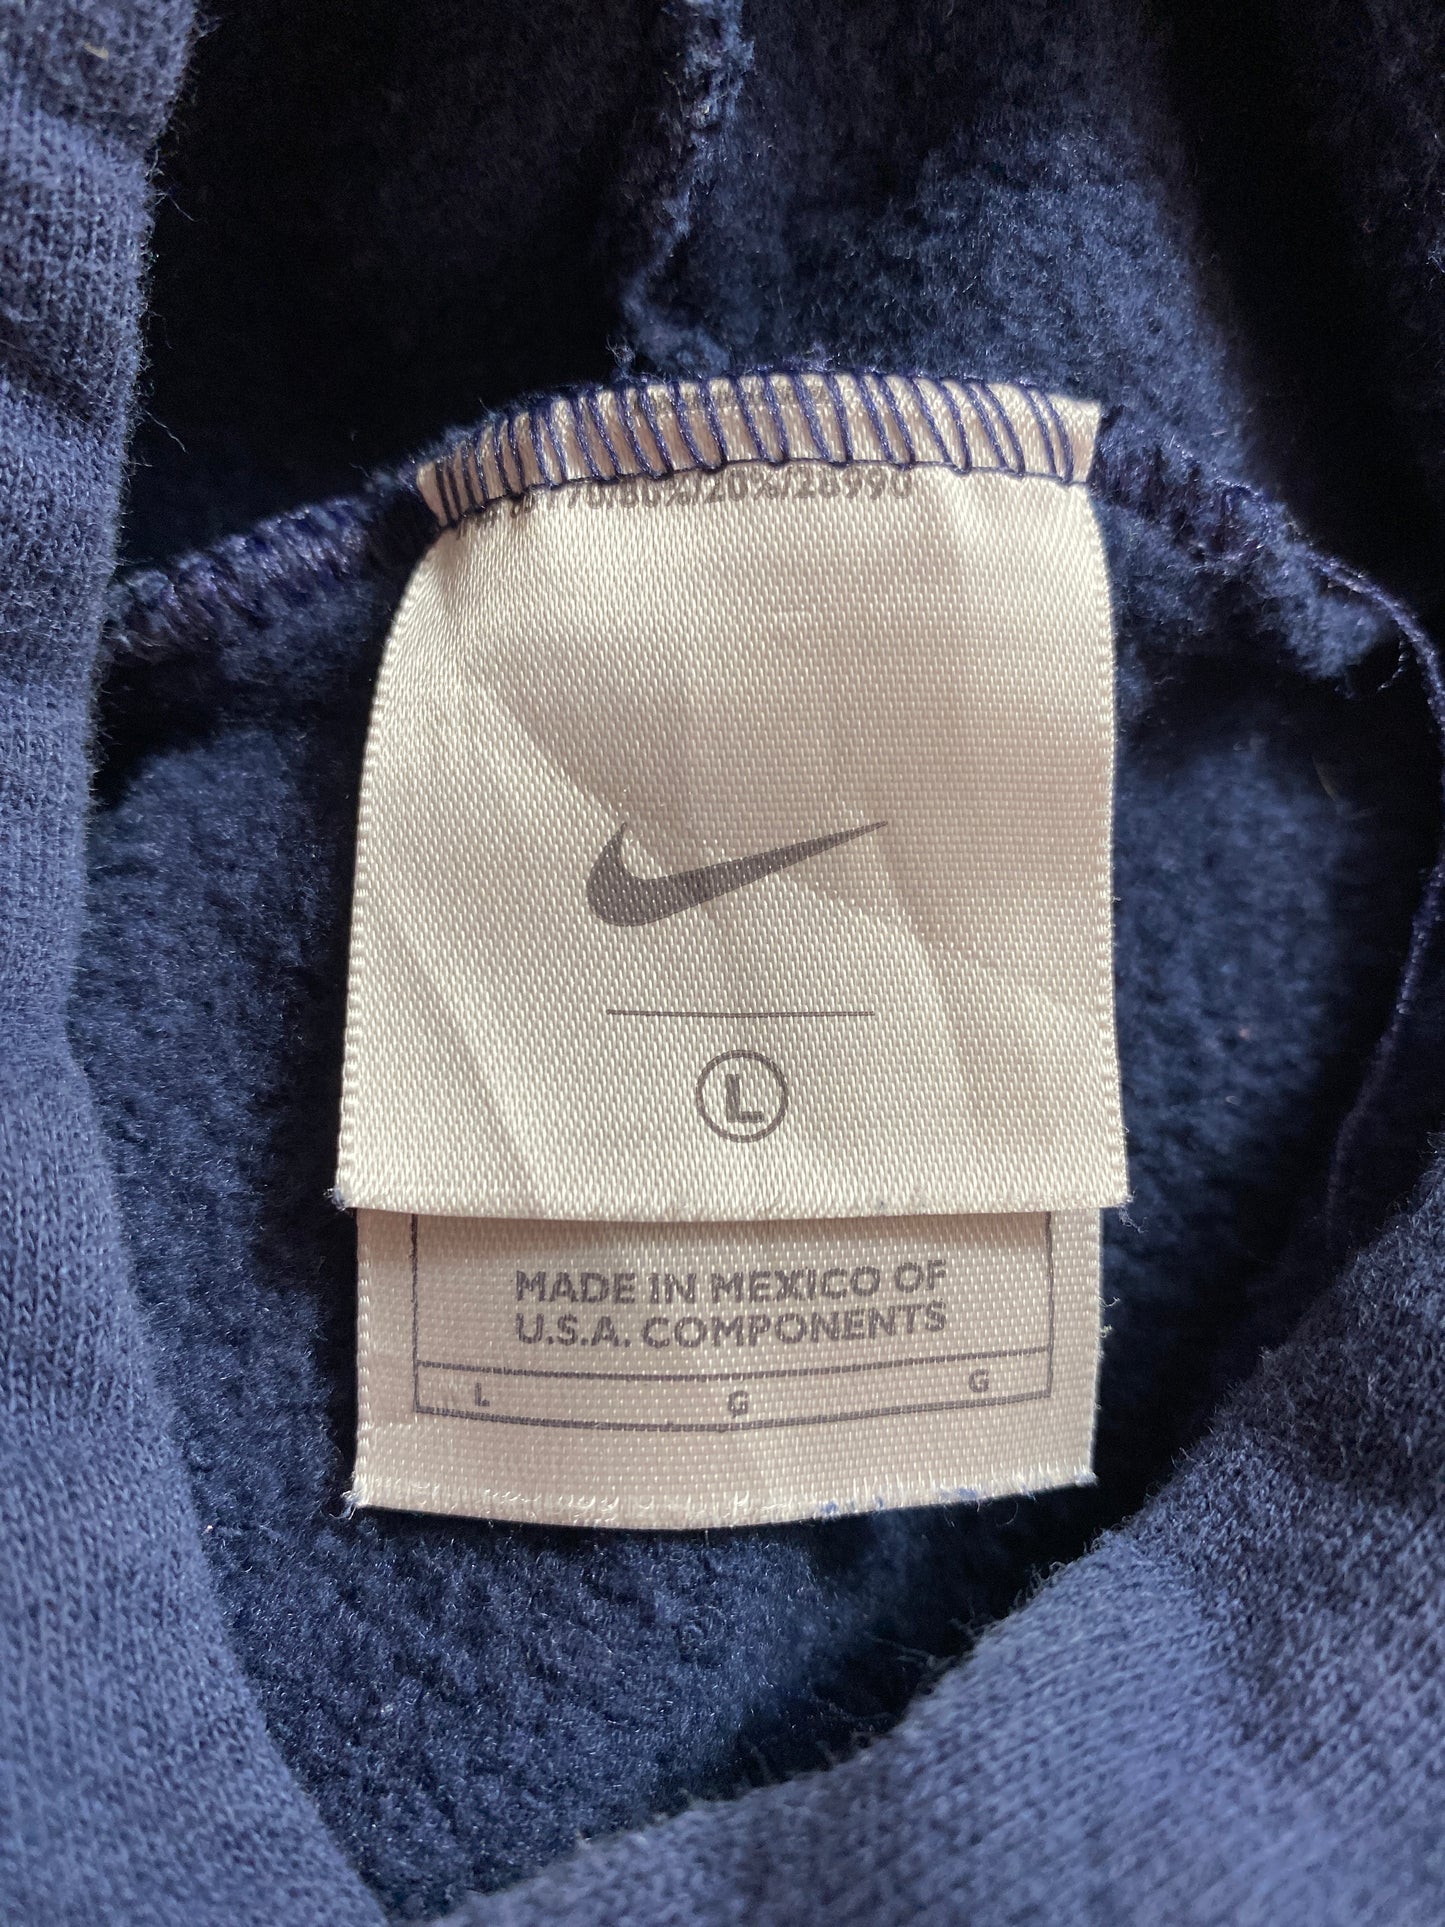 L
MADE IN MEXICO OF
U.S.A. COMPONENTS
L G G